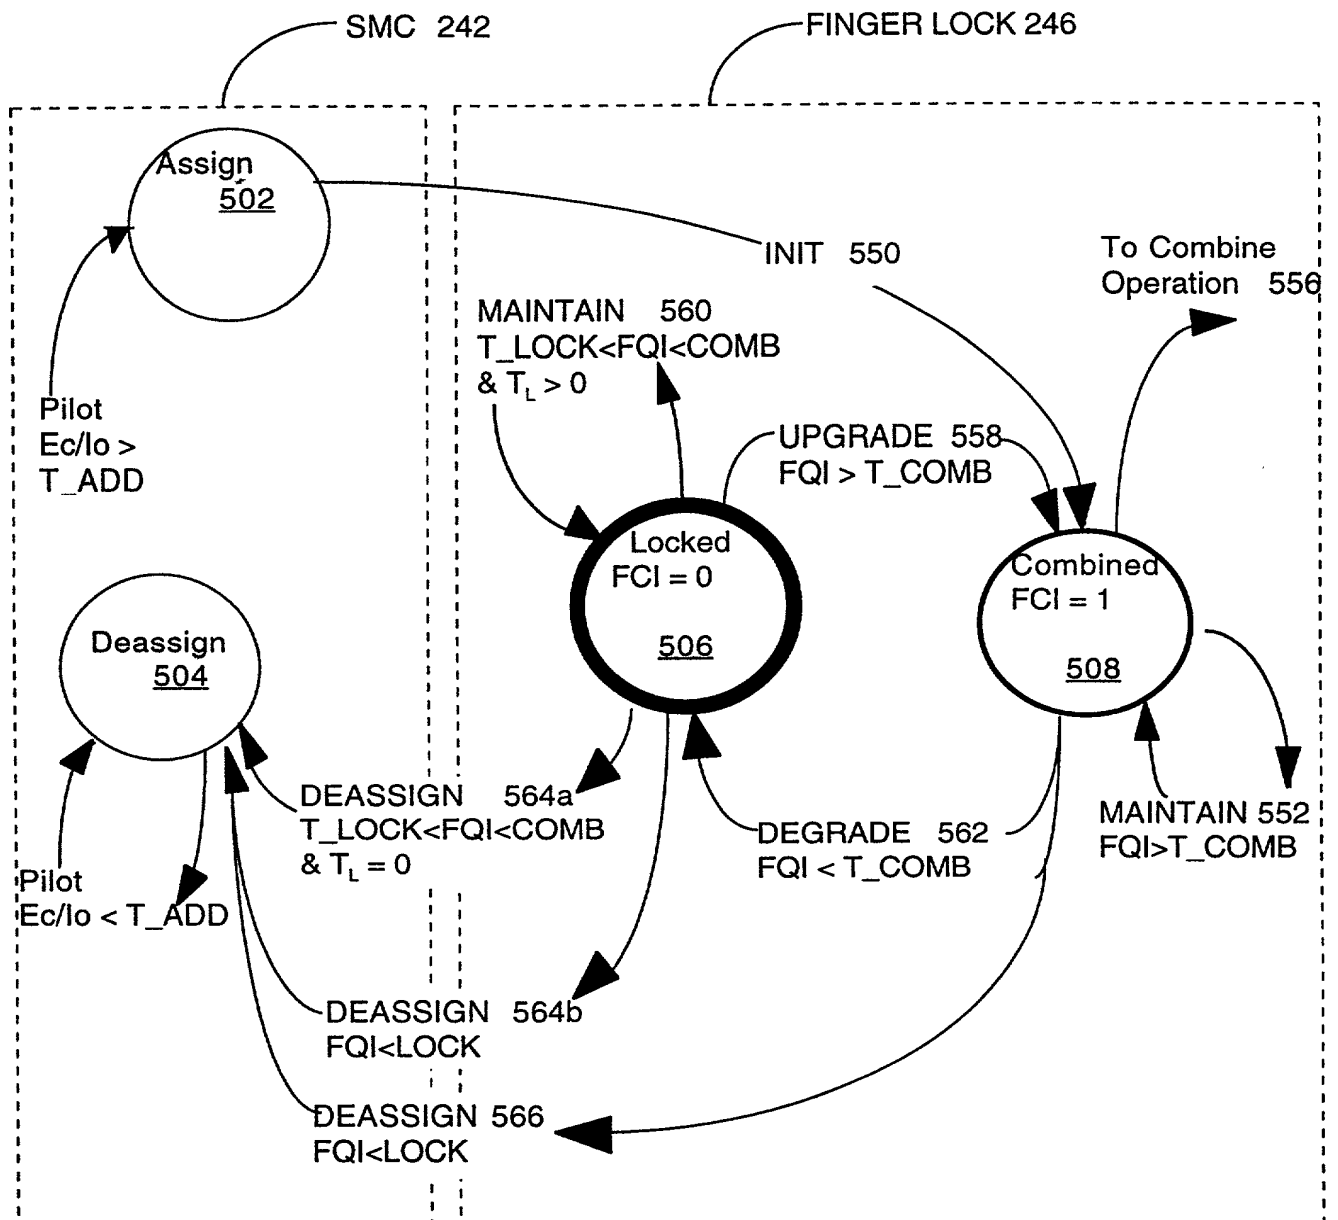 SMC 242
FINGER LOCK 246
Assign
502
INIT 550
To Combine
Operation 556
MAINTAIN 560
T_LOCK<FQI<COMB
& TL > 0
Pilot
Ec/Io >
T_ADD
UPGRADE 558
FQI > T_COMB
Locked
FCI = 0
506
Combined
FCI = 1
508
Deassign
504
DEASSIGN 564a
T_LOCK<FQI<COMB
& TL = 0
DEGRADE 562
FQI < T_COMB
MAINTAIN 552
FQI>T_COMB
Pilot
Ec/Io < T_ADD
DEASSIGN 564b
FQI<LOCK
DEASSIGN 566
FQI<LOCK